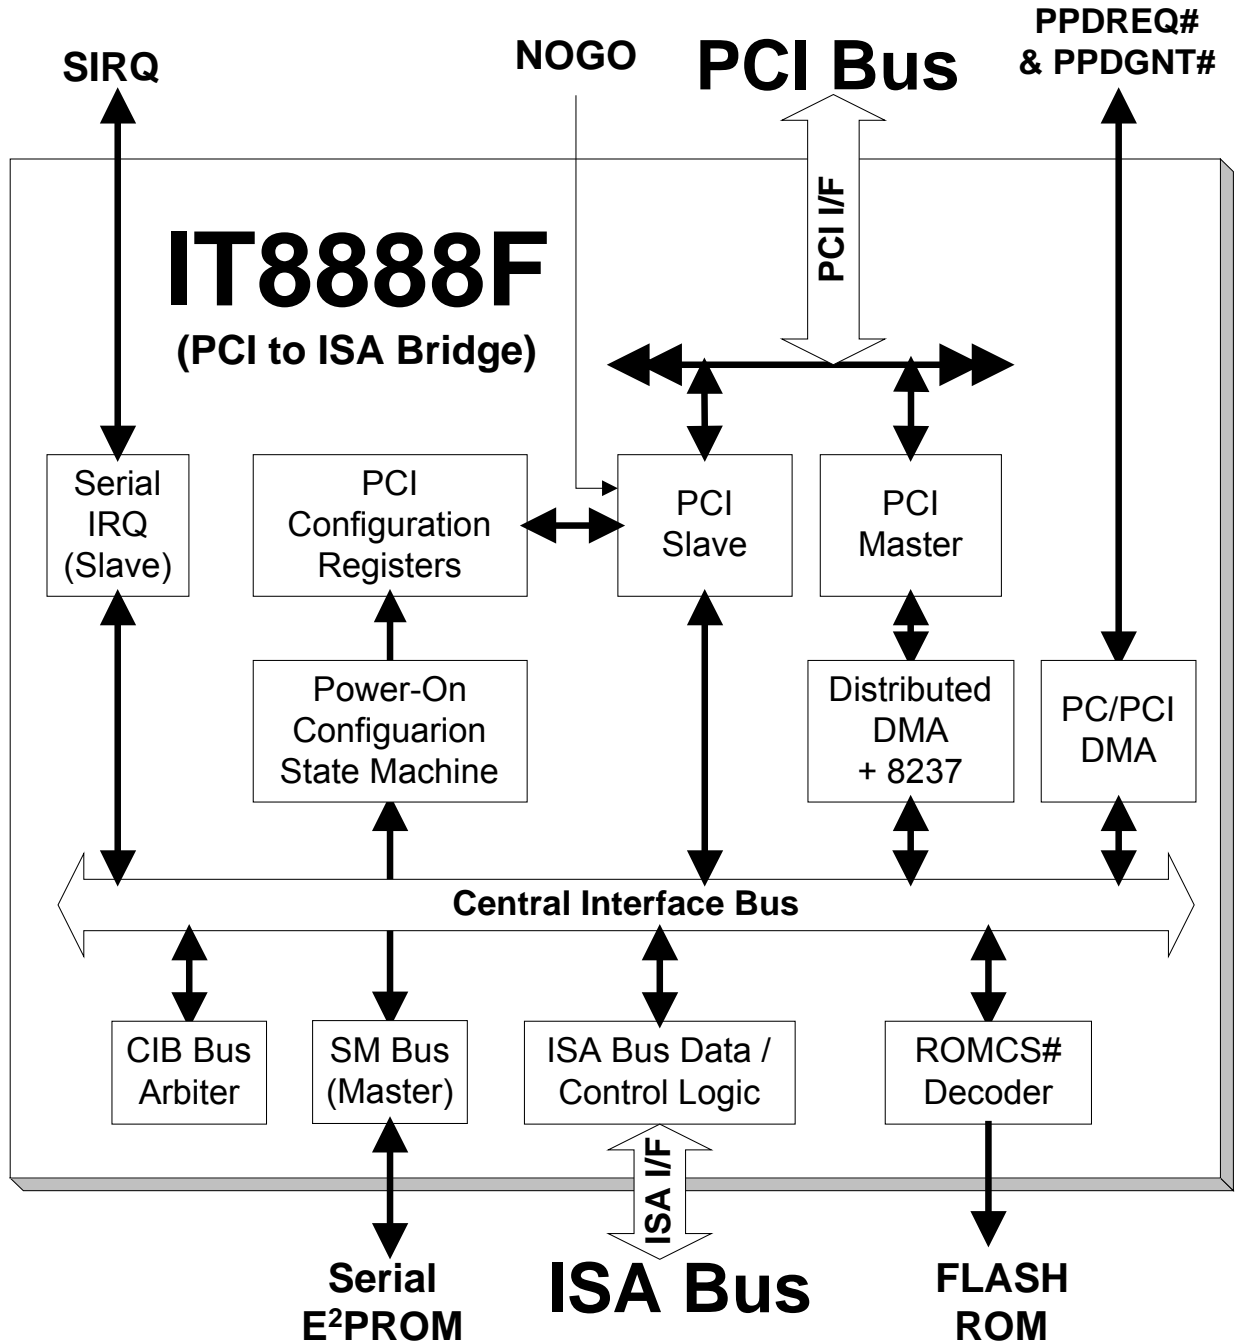 SIRQ
NOGO
PCI Bus
PPDREQ#
& PPDGNT#
PCI I/F
IT8888F
(PCI to ISA Bridge)
Serial
IRQ
(Slave)
PCI
Configuration
Registers
PCI
Slave
PCI
Master
Power-On
Configuarion
State Machine
Distributed
DMA
+ 8237
PC/PCI
DMA
Central Interface Bus
CIB Bus
Arbiter
SM Bus
(Master)
ISA Bus Data /
Control Logic
ROMCS#
Decoder
ISA I/F
Serial
E²PROM
ISA Bus
FLASH
ROM